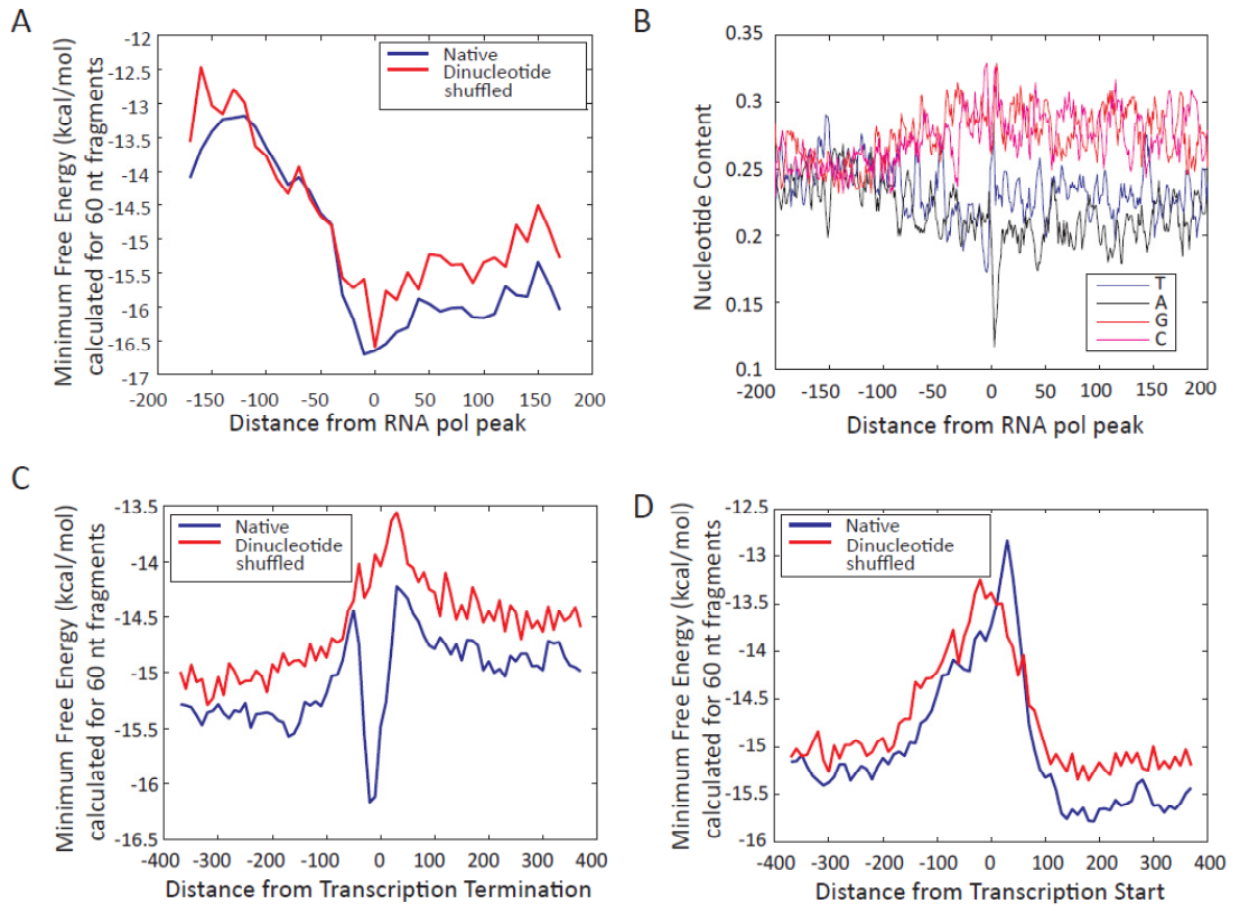 A
Minimum Free Energy (kcal/mol)
calculated for 60 nt fragments
-12
-12.5
-13
-13.5
-14
-14.5
-15
-15.5
-16
-16.5
-17
Native
Dinucleotide
shuffled
-200 -150 -100 -50 0 50 100 150 200
Distance from RNA pol peak
B
Nucleotide Content
0.35
0.3
0.25
0.2
0.15
0.1
T
A
G
C
-200 -150 -100 -50 0 50 100 150 200
Distance from RNA pol peak
C
Minimum Free Energy (kcal/mol)
calculated for 60 nt fragments
-13.5
-14
-14.5
-15
-15.5
-16
-16.5
Native
Dinucleotide
shuffled
-400 -300 -200 -100 0 100 200 300 400
Distance from Transcription Termination
D
Minimum Free Energy (kcal/mol)
calculated for 60 nt fragments
-12.5
-13
-13.5
-14
-14.5
-15
-15.5
-16
Native
Dinucleotide
shuffled
-400 -300 -200 -100 0 100 200 300 400
Distance from Transcription Start